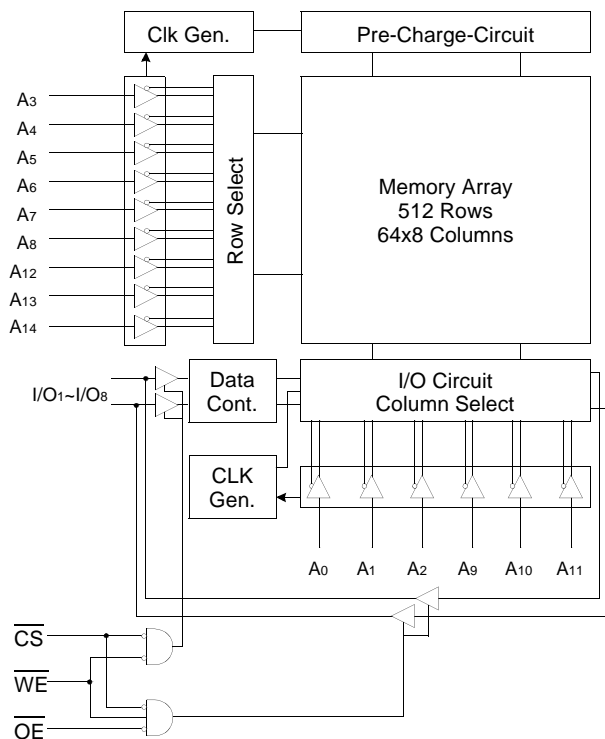 Clk Gen.
Pre-Charge-Circuit
A3
A4
A5
A6
A7
A8
A12
A13
A14
Row Select
Memory Array
512 Rows
64x8 Columns
I/O1~I/O8
Data
Cont.
I/O Circuit
Column Select
CLK
Gen.
A0 A1 A2 A9 A10 A11
CS
WE
OE